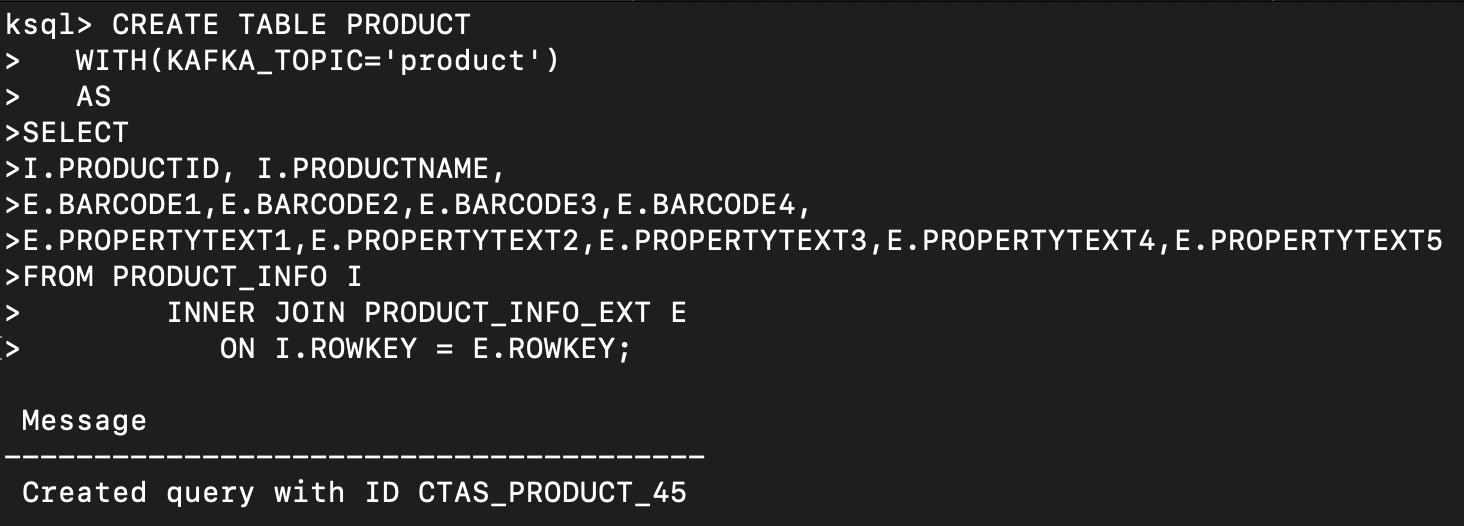 ksql> CREATE TABLE PRODUCT
>   WITH(KAFKA_TOPIC='product')
>   AS
>SELECT
>I.PRODUCTID, I.PRODUCTNAME,
>E.BARCODE1,E.BARCODE2,E.BARCODE3,E.BARCODE4,
>E.PROPERTYTEXT1,E.PROPERTYTEXT2,E.PROPERTYTEXT3,E.PROPERTYTEXT4,E.PROPERTYTEXT5
>FROM PRODUCT_INFO I
>        INNER JOIN PRODUCT_INFO_EXT E
>           ON I.ROWKEY = E.ROWKEY;
 Message
---------------------------------------
 Created query with ID CTAS_PRODUCT_45